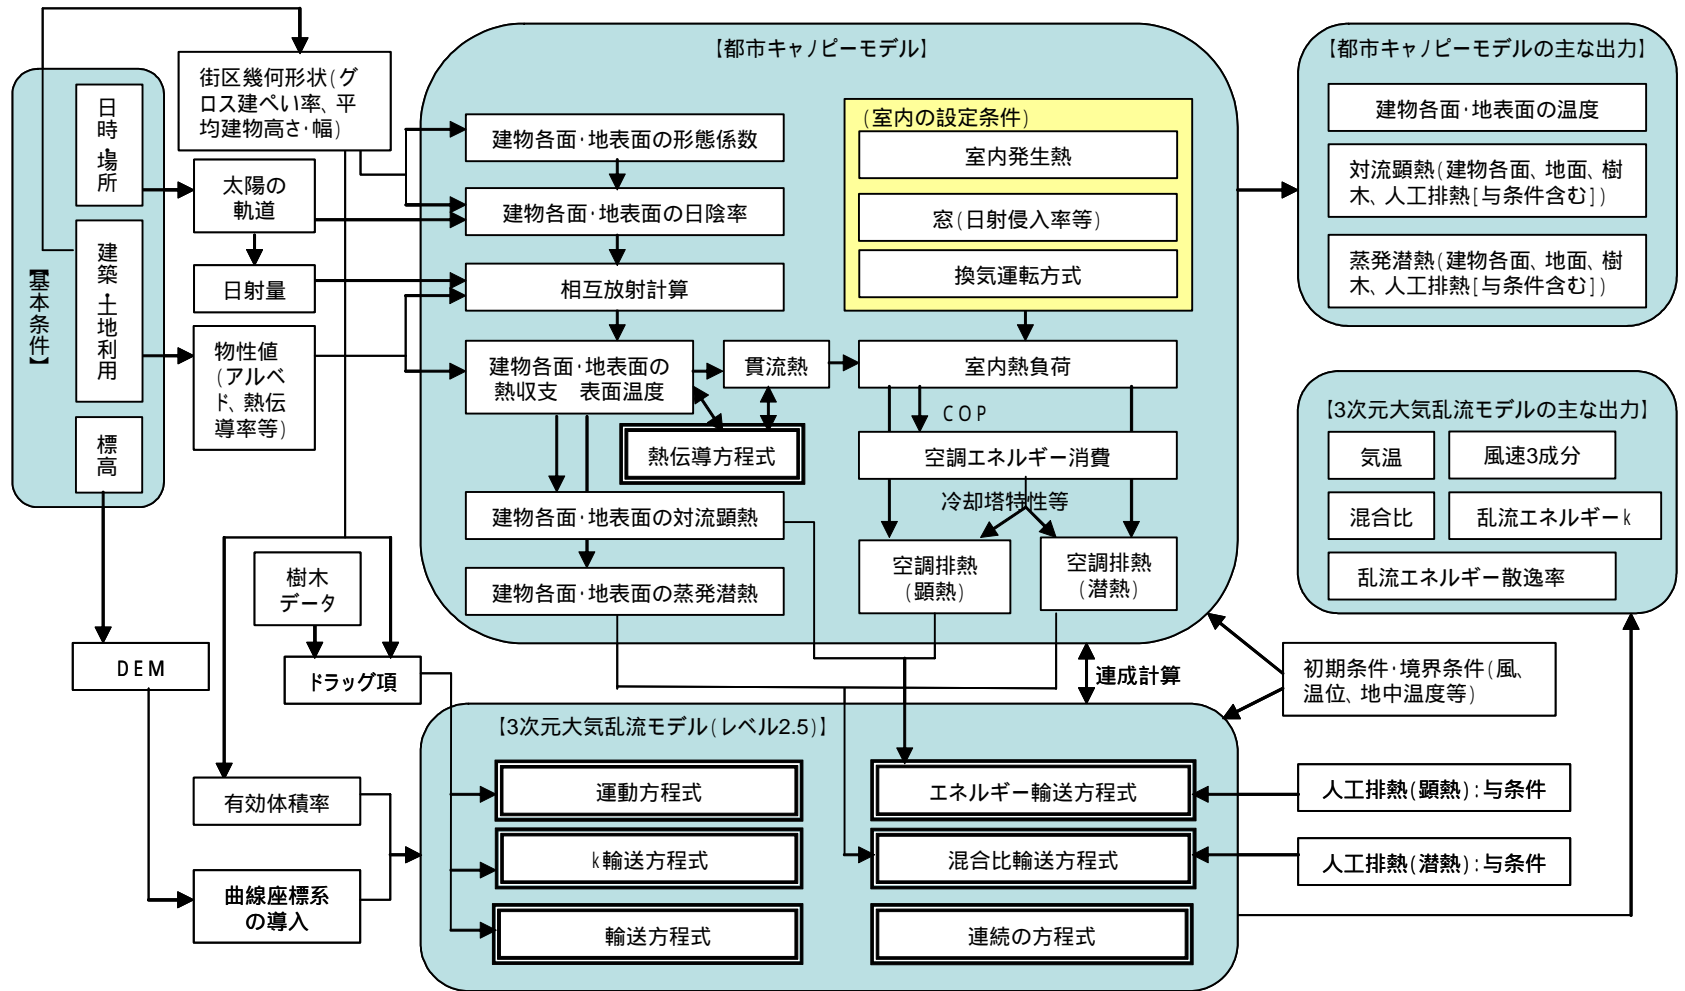 【基本条件】
日時・場所
建築・土地利用
標高
街区幾何形状(グ
ロス建ぺい率、平
均建物高さ・幅)
太陽の
軌道
日射量
物性値
(アルベ
ド、熱伝
導率等)
樹木
データ
DEM
ドラッグ項
有効体積率
曲線座標系
の導入
【都市キャノピーモデル】
建物各面・地表面の形態係数
建物各面・地表面の日陰率
相互放射計算
建物各面・地表面の
熱収支 表面温度
貫流熱
熱伝導方程式
建物各面・地表面の対流顕熱
建物各面・地表面の蒸発潜熱
(室内の設定条件)
室内発生熱
窓(日射侵入率等)
換気運転方式
室内熱負荷
COP
空調エネルギー消費
冷却塔特性等
空調排熱
(顕熱)
空調排熱
(潜熱)
連成計算
【3次元大気乱流モデル(レベル2.5)】
運動方程式
k輸送方程式
輸送方程式
エネルギー輸送方程式
混合比輸送方程式
連続の方程式
【都市キャノピーモデルの主な出力】
建物各面・地表面の温度
対流顕熱(建物各面、地面、樹
木、人工排熱[与条件含む])
蒸発潜熱(建物各面、地面、樹
木、人工排熱[与条件含む])
【3次元大気乱流モデルの主な出力】
気温
風速3成分
混合比
乱流エネルギーk
乱流エネルギー散逸率
初期条件・境界条件(風、
温位、地中温度等)
人工排熱(顕熱):与条件
人工排熱(潜熱):与条件